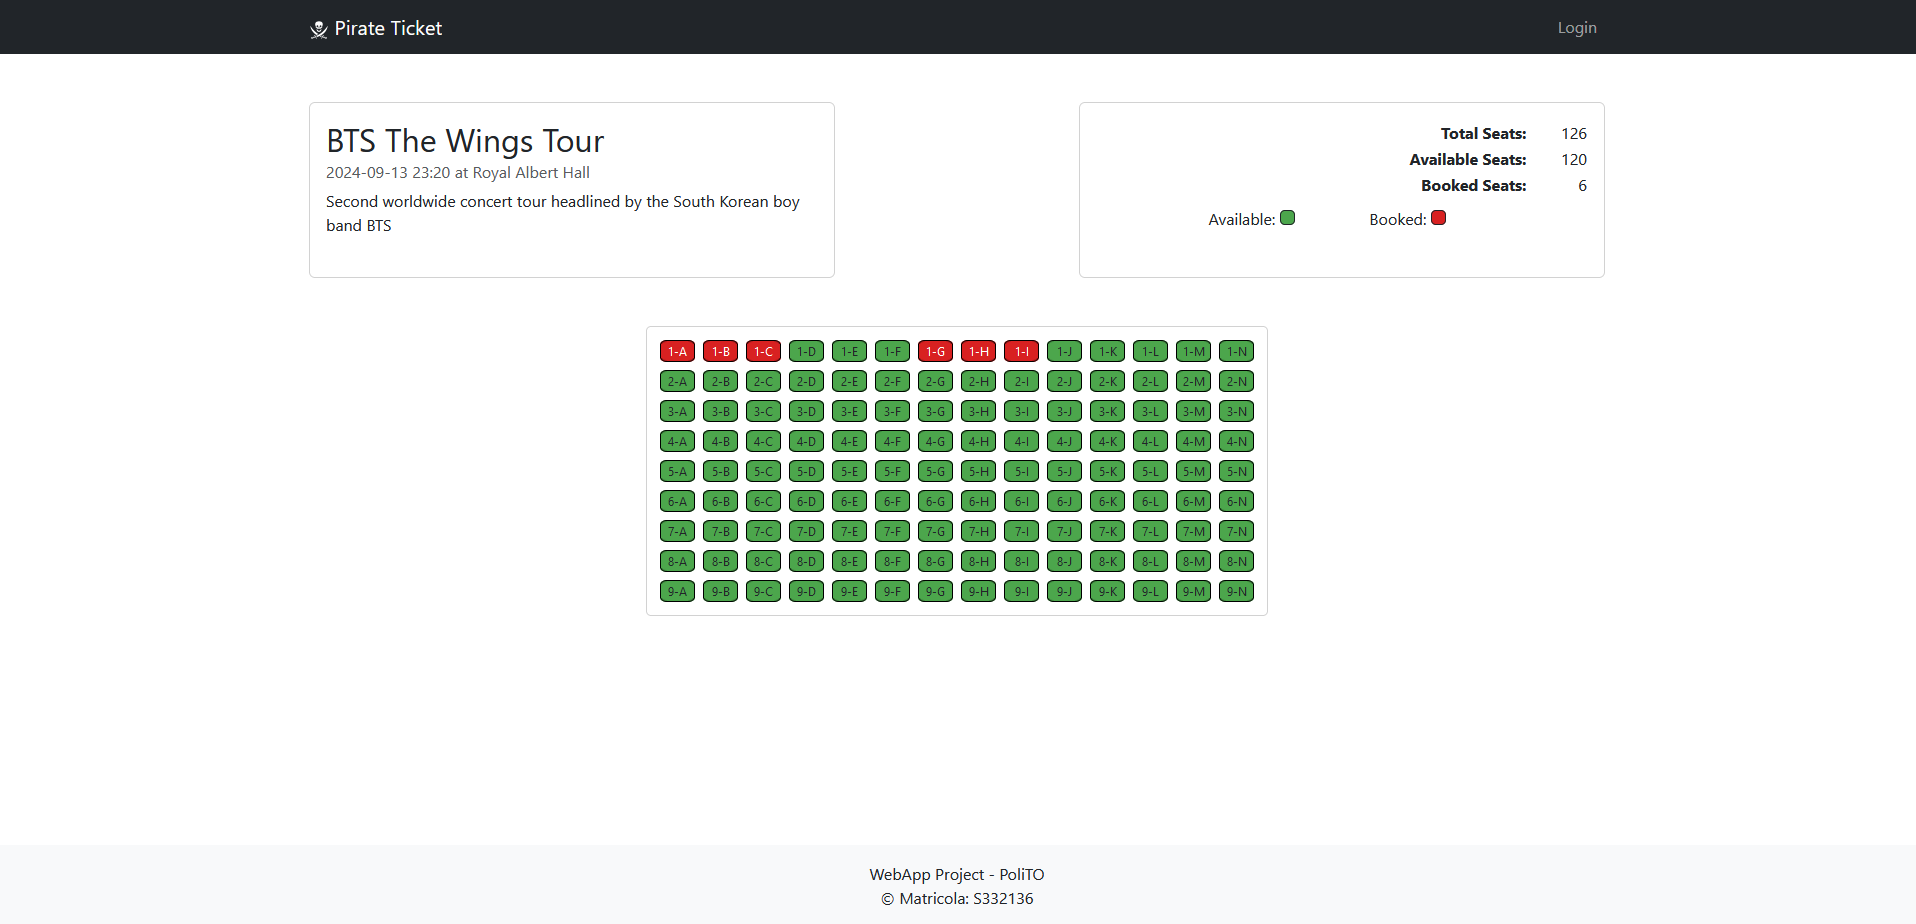 Pirate Ticket
Login
BTS The Wings Tour
2024-09-13 23:20 at Royal Albert Hall
Second worldwide concert tour headlined by the South Korean boy
band BTS
Total Seats: 126
Available Seats: 120
Booked Seats: 6
Available: Booked:
1-A 1-B 1-C 1-D 1-E 1-F 1-G 1-H 1-I 1-J 1-K 1-L 1-M 1-N
2-A 2-B 2-C 2-D 2-E 2-F 2-G 2-H 2-I 2-J 2-K 2-L 2-M 2-N
3-A 3-B 3-C 3-D 3-E 3-F 3-G 3-H 3-I 3-J 3-K 3-L 3-M 3-N
4-A 4-B 4-C 4-D 4-E 4-F 4-G 4-H 4-I 4-J 4-K 4-L 4-M 4-N
5-A 5-B 5-C 5-D 5-E 5-F 5-G 5-H 5-I 5-J 5-K 5-L 5-M 5-N
6-A 6-B 6-C 6-D 6-E 6-F 6-G 6-H 6-I 6-J 6-K 6-L 6-M 6-N
7-A 7-B 7-C 7-D 7-E 7-F 7-G 7-H 7-I 7-J 7-K 7-L 7-M 7-N
8-A 8-B 8-C 8-D 8-E 8-F 8-G 8-H 8-I 8-J 8-K 8-L 8-M 8-N
9-A 9-B 9-C 9-D 9-E 9-F 9-G 9-H 9-I 9-J 9-K 9-L 9-M 9-N
WebApp Project - PoliTO
© Matricola: S332136